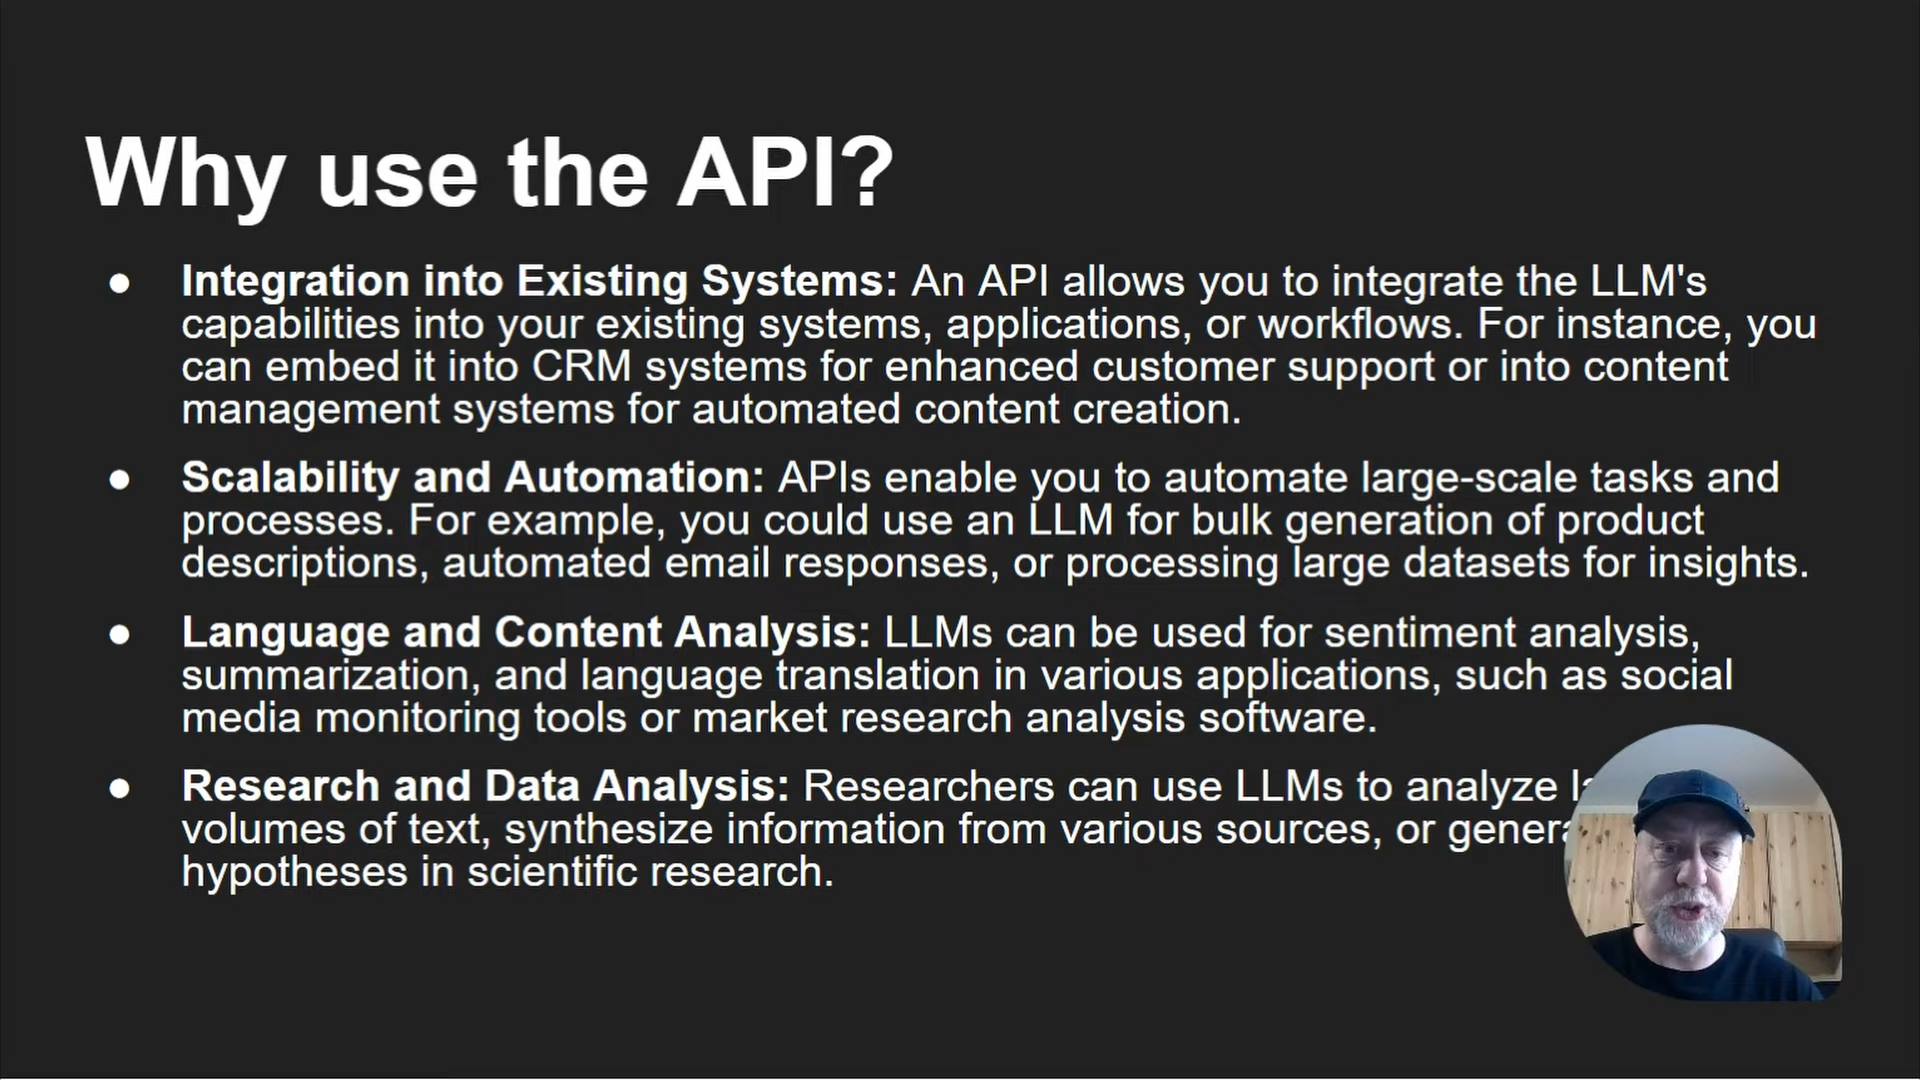 Why use the API?
● Integration into Existing Systems: An API allows you to integrate the LLM's
capabilities into your existing systems, applications, or workflows. For instance, you
can embed it into CRM systems for enhanced customer support or into content
management systems for automated content creation.
● Scalability and Automation: APIs enable you to automate large-scale tasks and
processes. For example, you could use an LLM for bulk generation of product
descriptions, automated email responses, or processing large datasets for insights.
● Language and Content Analysis: LLMs can be used for sentiment analysis,
summarization, and language translation in various applications, such as social
media monitoring tools or market research analysis software.
● Research and Data Analysis: Researchers can use LLMs to analyze
volumes of text, synthesize information from various sources, or
hypotheses in scientific research.